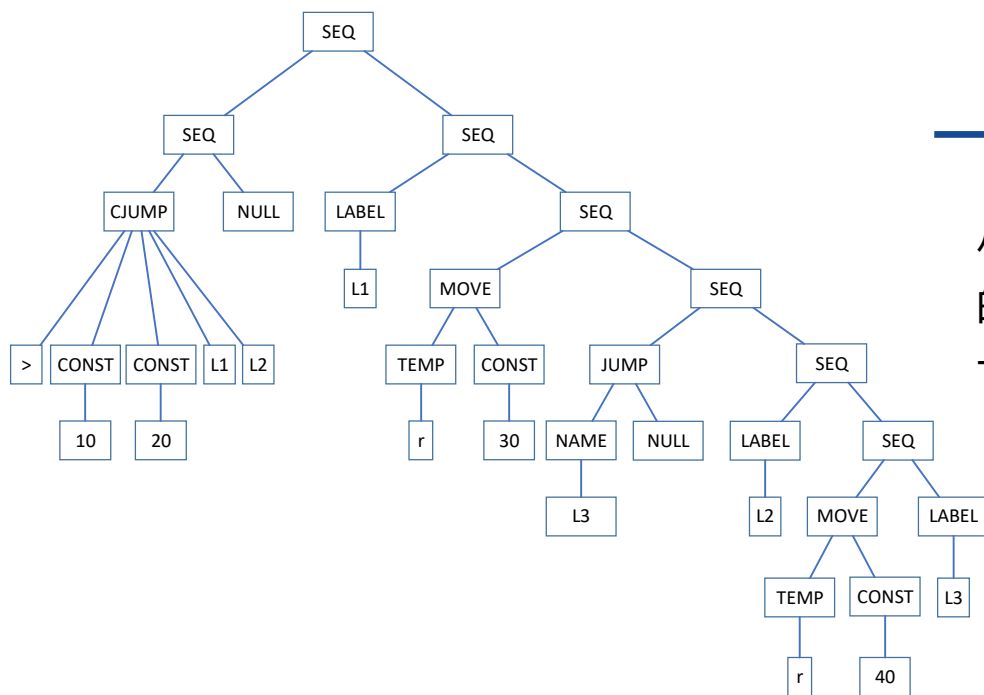 SEQ
SEQ SEQ
CJUMP NULL LABEL SEQ
L1 MOVE SEQ
> CONST CONST L1 L2 TEMP CONST JUMP SEQ
10 20 r 30 NAME NULL LABEL SEQ
L3 L2 MOVE LABEL
TEMP CONST L3
r 40